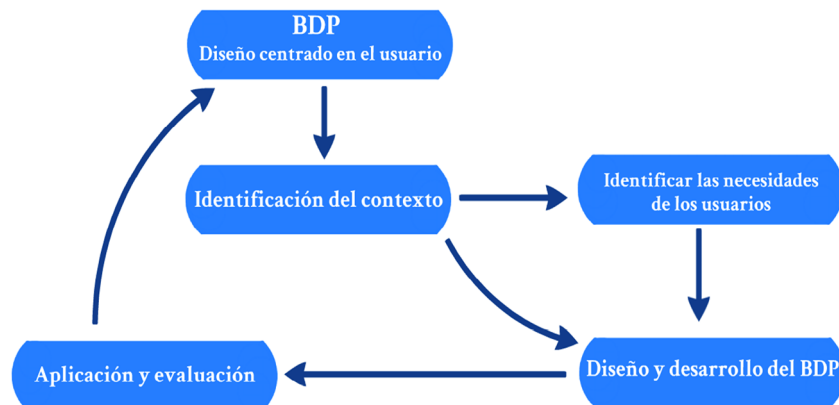 BDP
Diseño centrado en el usuario
Identificación del contexto
Identificar las necesidades
de los usuarios
Diseño y desarrollo del BDP
Aplicación y evaluación